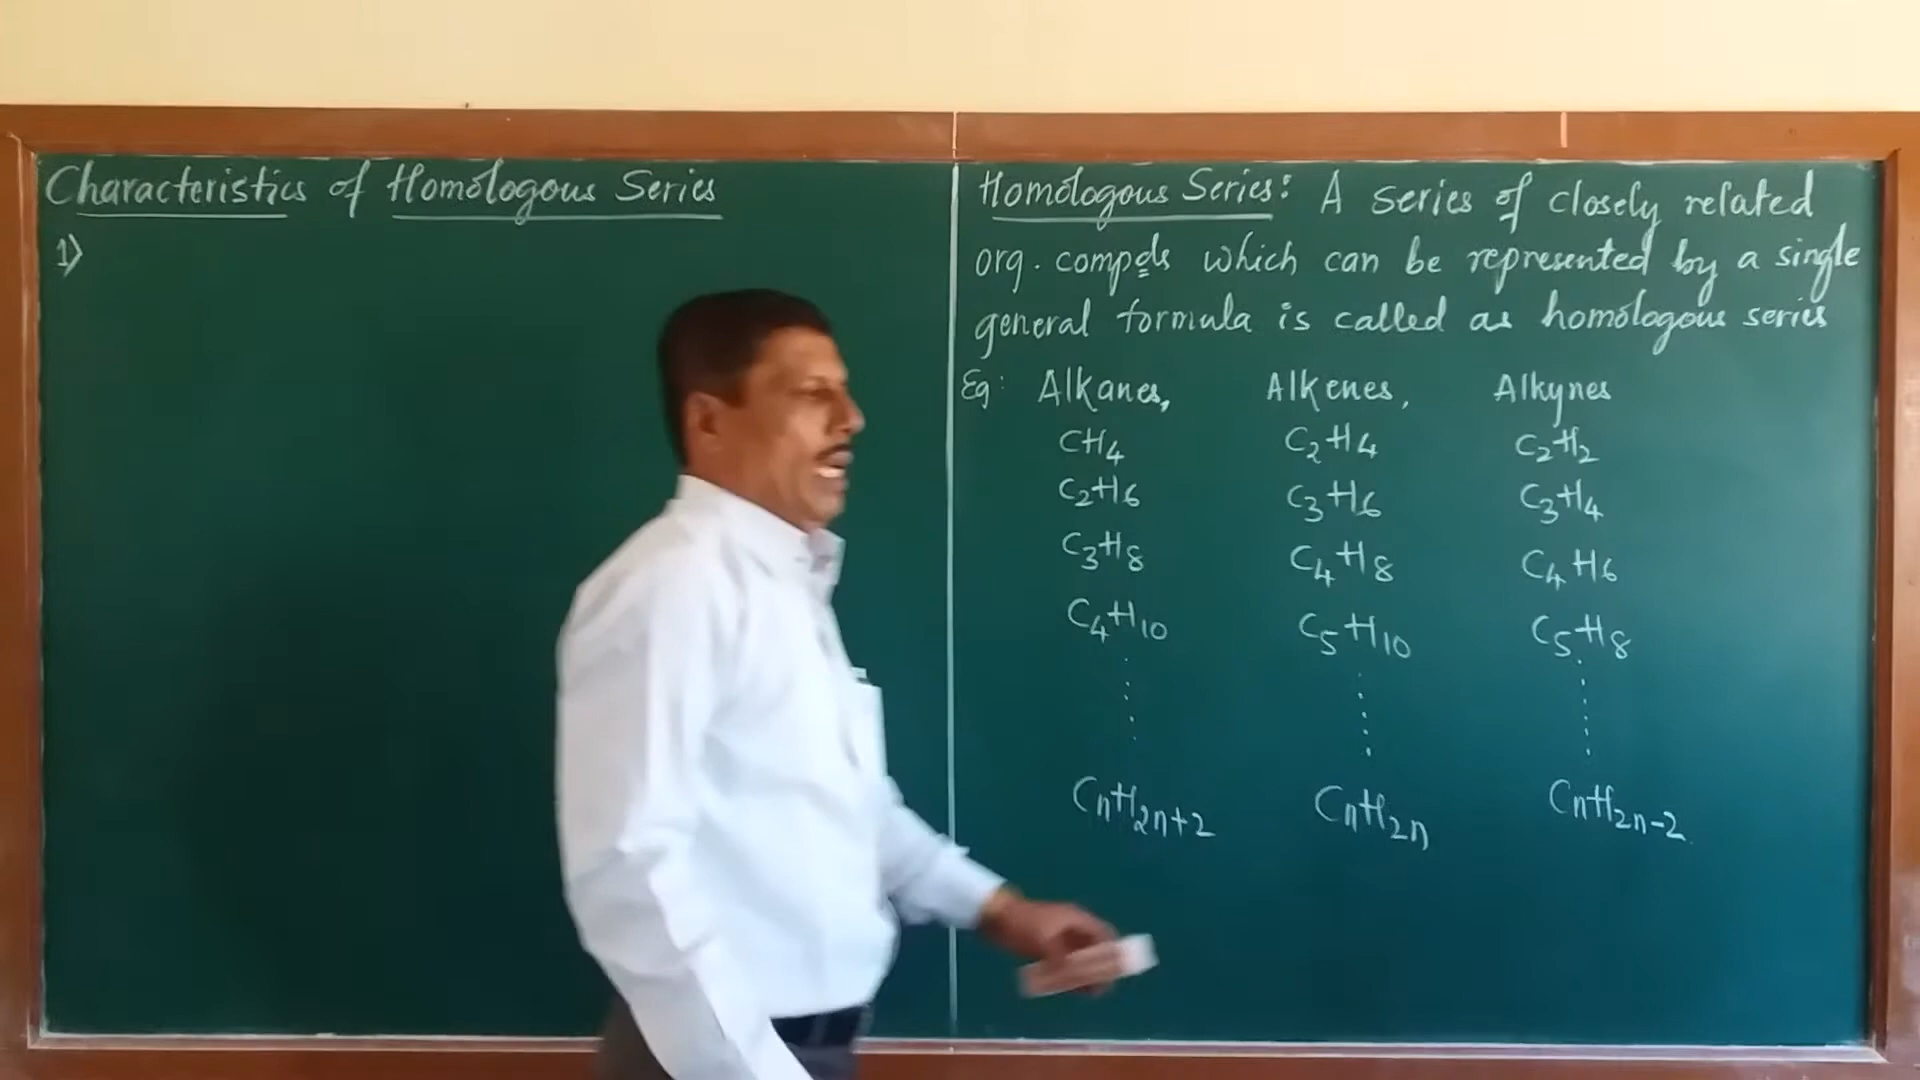 Characteristics of Homologous Series
1)
Homologous Series: A series of closely related
org. compds which can be represented by a single
general formula is called as homologous series
Eg: Alkanes, Alkenes, Alkynes
CH4 C2H4 C2H2
C2H6 C3H6 C3H4
C3H8 C4H8 C4H6
C4H10 C5H10 C5H8
CnH2n+2 CnH2n CnH2n-2